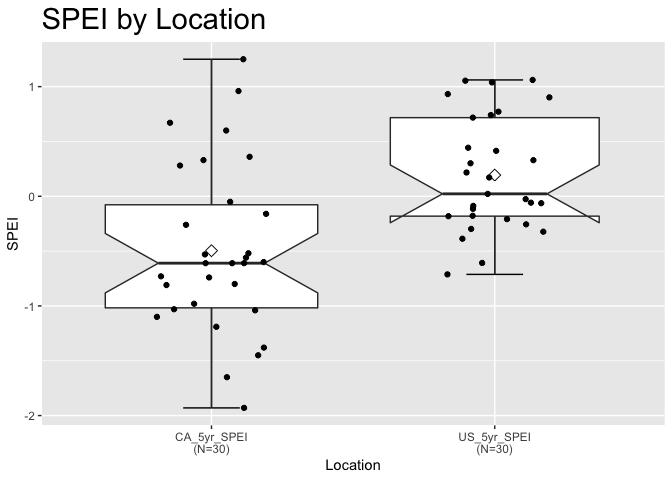 SPEI by Location
1
0
-1
-2
SPEI
CA_5yr_SPEI
(N=30)
US_5yr_SPEI
(N=30)
Location